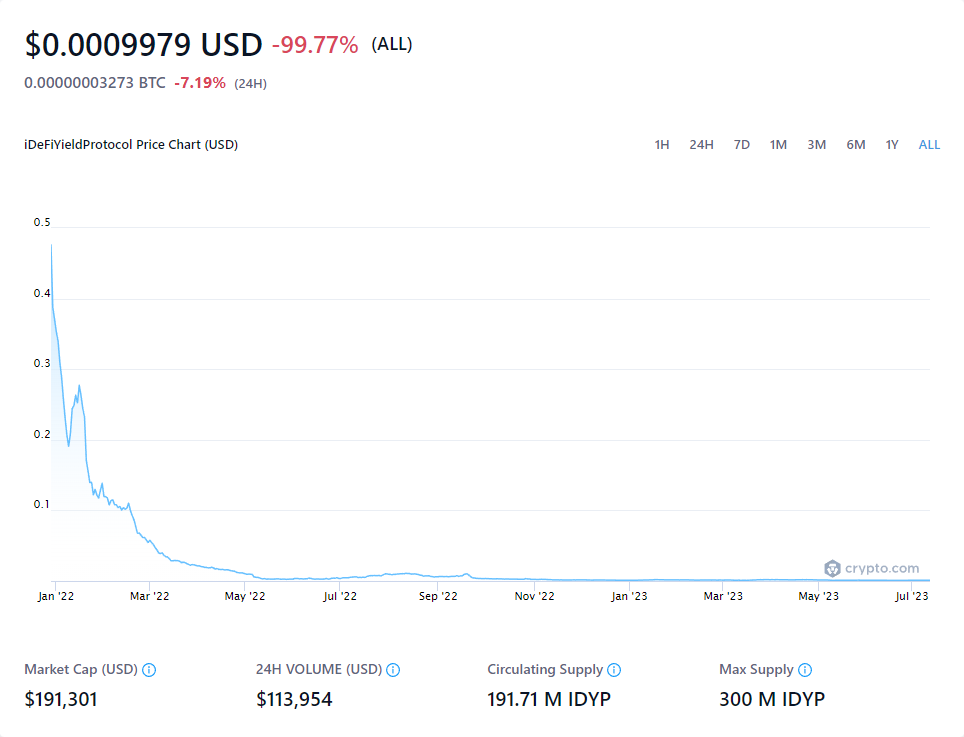 $0.0009979 USD -99.77% (ALL)
0.00000003273 BTC -7.19% (24H)
iDeFiYieldProtocol Price Chart (USD) 1H 24H 7D 1M 3M 6M 1Y ALL
0.5
0.4
0.3
0.2
0.1
crypto.com
Jan '22 Mar '22 May '22 Jul '22 Sep '22 Nov '22 Jan '23 Mar '23 May '23 Jul '23
Market Cap (USD) 24H VOLUME (USD) Circulating Supply Max Supply
$191,301 $113,954 191.71 M IDYP 300 M IDYP